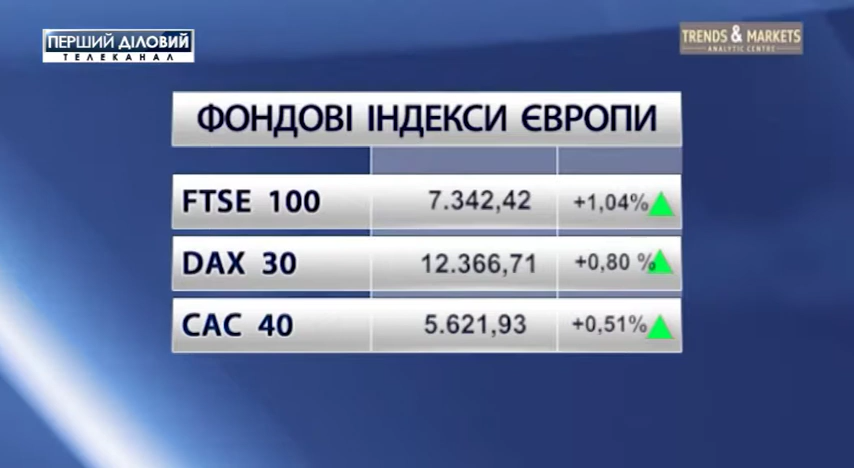 ПЕРШИЙ ДІЛОВИЙ
ТЕЛЕКАНАЛ
TRENDS & MARKETS
ANALYTIC CENTRE
ФОНДОВІ ІНДЕКСИ ЄВРОПИ
FTSE 100 7.342,42 +1,04%
DAX 30 12.366,71 +0,80 %
CAC 40 5.621,93 +0,51%